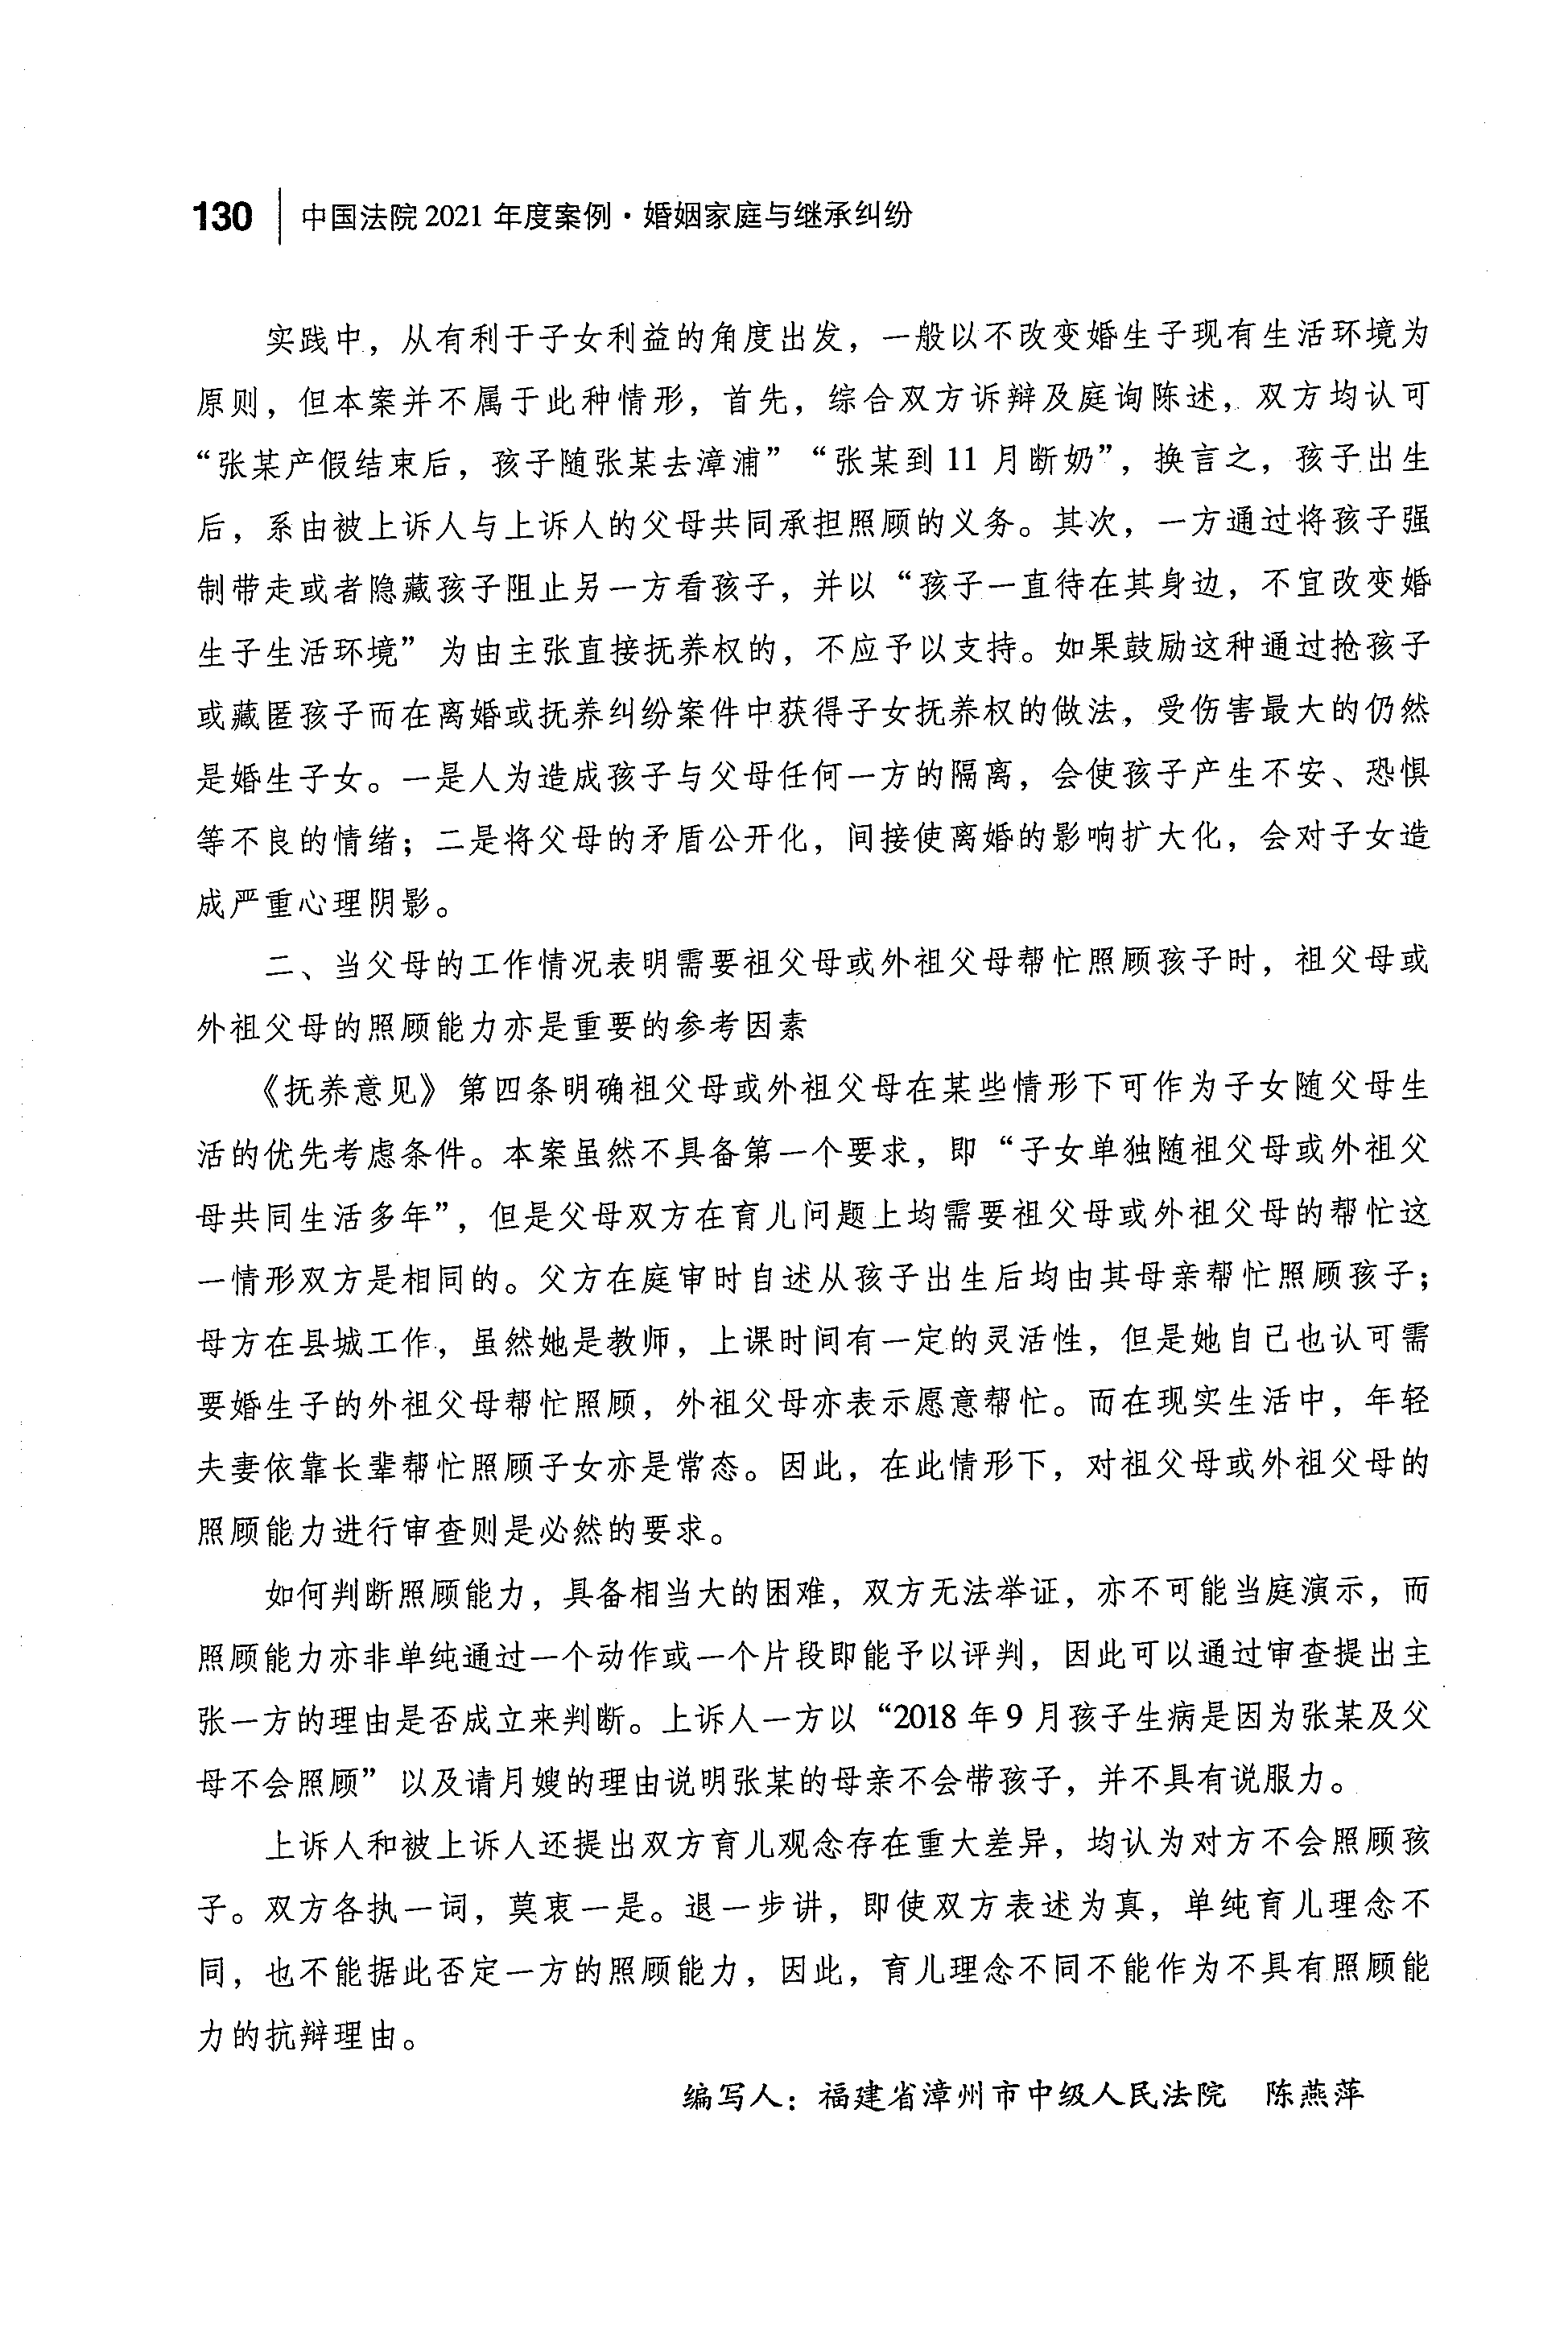 130 中国法院 2021 年度案例·婚姻家庭与继承纠纷
实践中，从有利于子女利益的角度出发，一般以不改变婚生子现有生活环境为
原则，但本案并不属于此种情形，首先，综合双方诉辩及庭询陈述，双方均认可
“张某产假结束后，孩子随张某去漳浦”“张某到 11 月断奶”，换言之，孩子出生
后，系由被上诉人与上诉人的父母共同承担照顾的义务。其次，一方通过将孩子强
制带走或者隐藏孩子阻止另一方看孩子，并以“孩子一直待在其身边，不宜改变婚
生子生活环境”为由主张直接抚养权的，不应予以支持。如果鼓励这种通过抢孩子
或藏匿孩子而在离婚或抚养纠纷案件中获得子女抚养权的做法，受伤害最大的仍然
是婚生子女。一是人为造成孩子与父母任何一方的隔离，会使孩子产生不安、恐惧
等不良的情绪；二是将父母的矛盾公开化，间接使离婚的影响扩大化，会对子女造
成严重心理阴影。
二、当父母的工作情况表明需要祖父母或外祖父母帮忙照顾孩子时，祖父母或
外祖父母的照顾能力亦是重要的参考因素
《抚养意见》第四条明确祖父母或外祖父母在某些情形下可作为子女随父母生
活的优先考虑条件。本案虽然不具备第一个要求，即“子女单独随祖父母或外祖父
母共同生活多年”，但是父母双方在育儿问题上均需要祖父母或外祖父母的帮忙这
一情形双方是相同的。父方在庭审时自述从孩子出生后均由其母亲帮忙照顾孩子；
母方在县城工作，虽然她是教师，上课时间有一定的灵活性，但是她自己也认可需
要婚生子的外祖父母帮忙照顾，外祖父母亦表示愿意帮忙。而在现实生活中，年轻
夫妻依靠长辈帮忙照顾子女亦是常态。因此，在此情形下，对祖父母或外祖父母的
照顾能力进行审查则是必然的要求。
如何判断照顾能力，具备相当大的困难，双方无法举证，亦不可能当庭演示，而
照顾能力亦非单纯通过一个动作或一个片段即能予以评判，因此可以通过审查提出主
张一方的理由是否成立来判断。上诉人一方以“2018 年 9 月孩子生病是因为张某及父
母不会照顾”以及请月嫂的理由说明张某的母亲不会带孩子，并不具有说服力。
上诉人和被上诉人还提出双方育儿观念存在重大差异，均认为对方不会照顾孩
子。双方各执一词，莫衷一是。退一步讲，即使双方表述为真，单纯育儿理念不
同，也不能据此否定一方的照顾能力，因此，育儿理念不同不能作为不具有照顾能
力的抗辩理由。
编写人：福建省漳州市中级人民法院 陈燕萍